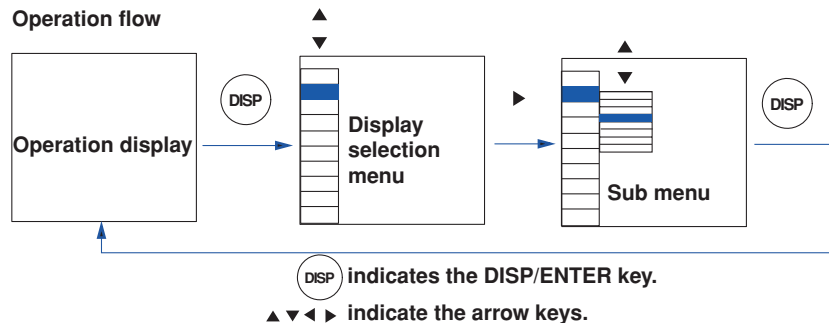 Operation flow
▲
▼
DISP
Operation display
Display
selection
menu
▶
▲
▼
Sub menu
DISP
DISP indicates the DISP/ENTER key.
▲ ▼ ◀ ▶ indicate the arrow keys.